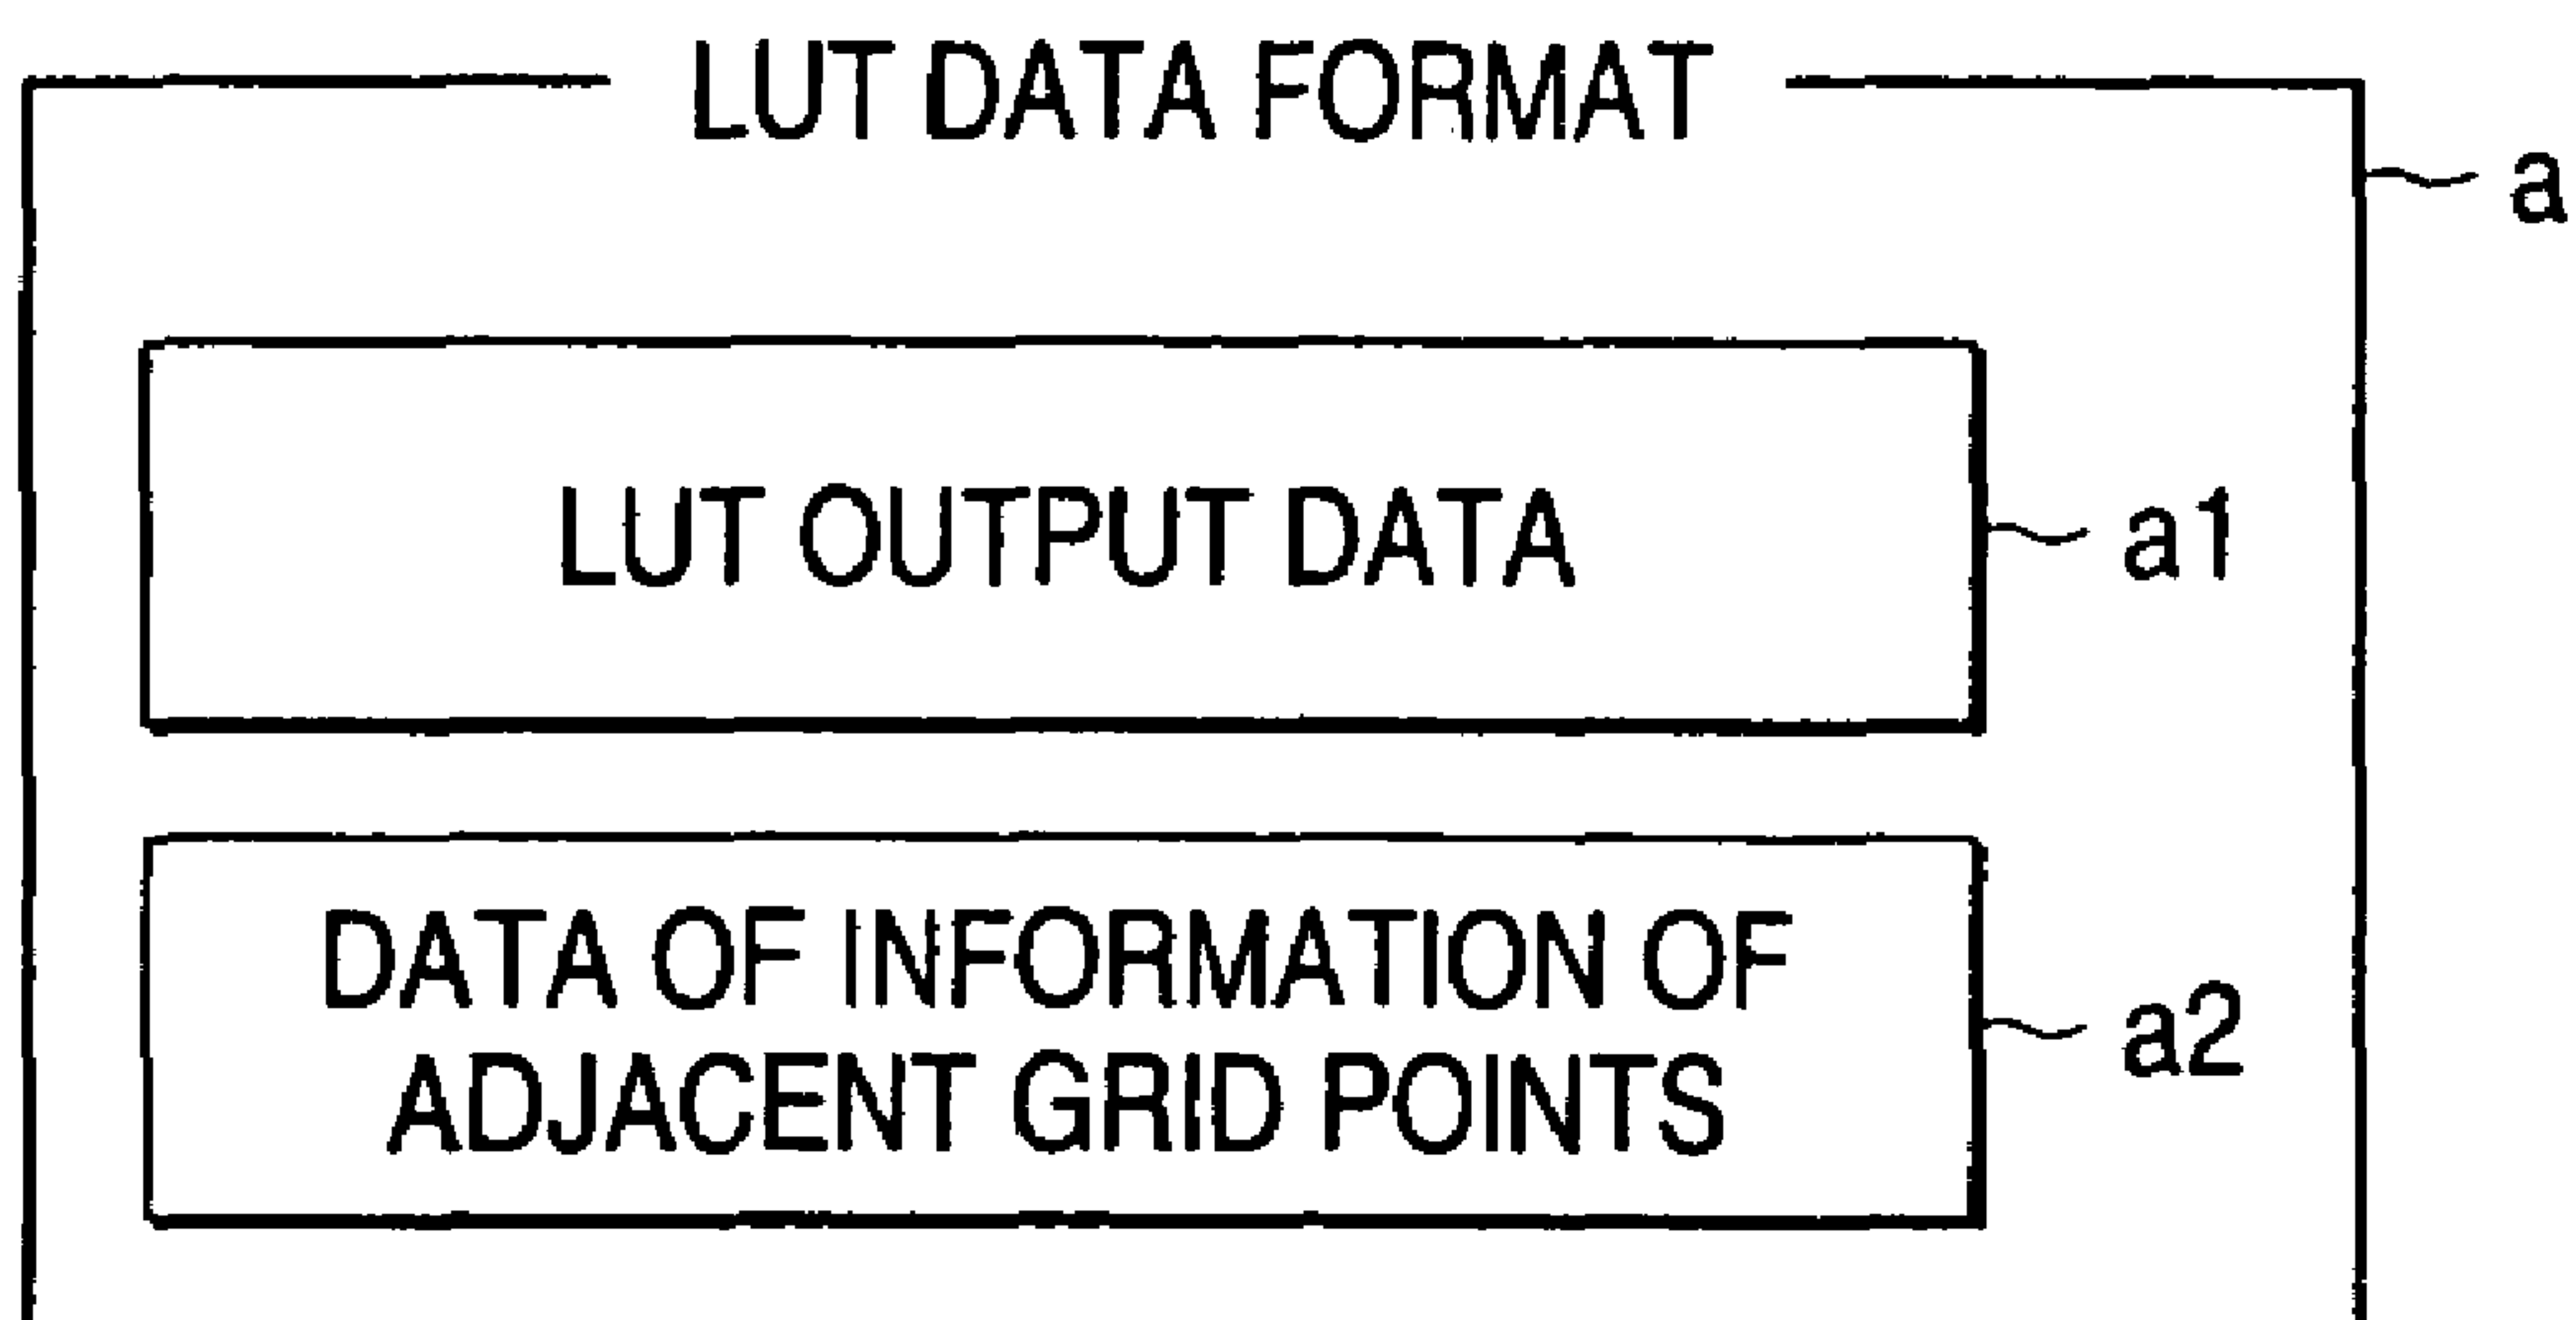 LUT DATA FORMAT
a
LUT OUTPUT DATA
a1
DATA OF INFORMATION OF
ADJACENT GRID POINTS
a2